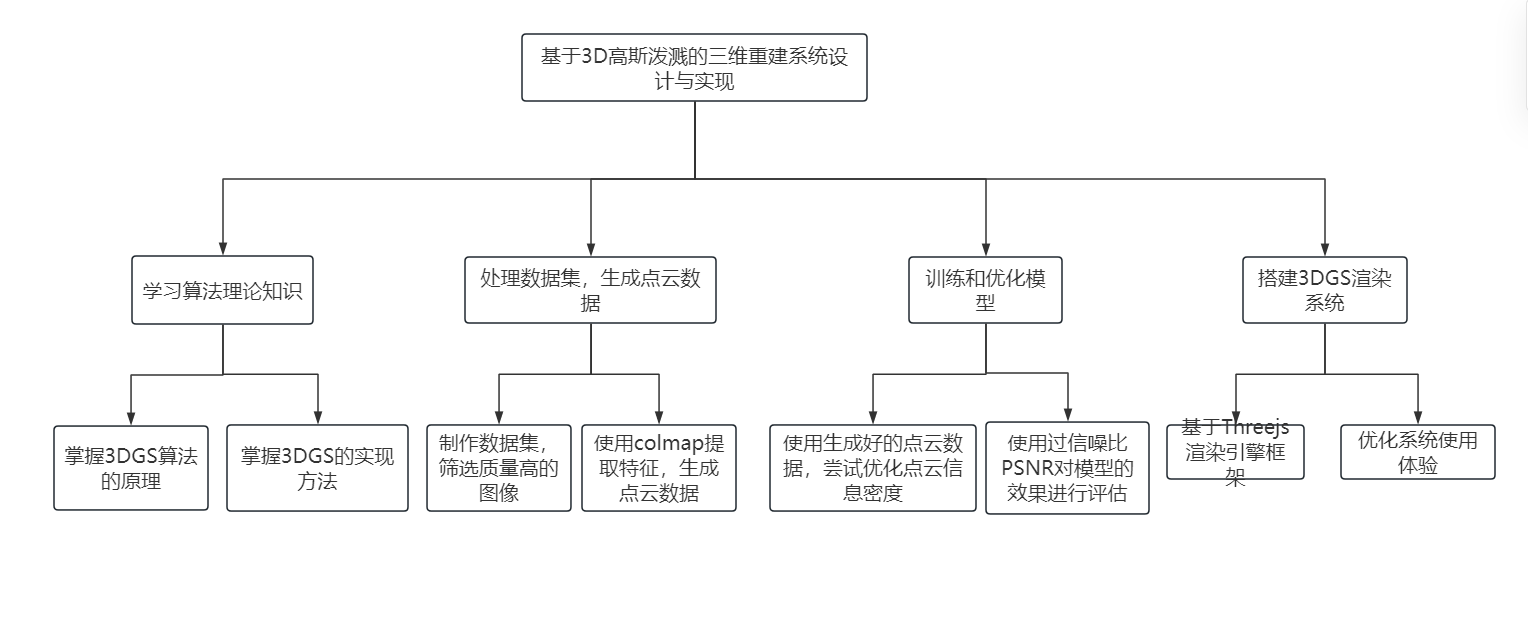 基于3D高斯泼溅的三维重建系统设
计与实现
学习算法理论知识
处理数据集，生成点云数
据
训练和优化模
型
搭建3DGS渲染
系统
掌握3DGS算法
的原理
掌握3DGS的实现
方法
制作数据集，
筛选质量高的
图像
使用colmap提
取特征，生成
点云数据
使用生成好的点云数
据，尝试优化点云信
息密度
使用过信噪比
PSNR对模型的
效果进行评估
基于Threejs
渲染引擎框
架
优化系统使用
体验